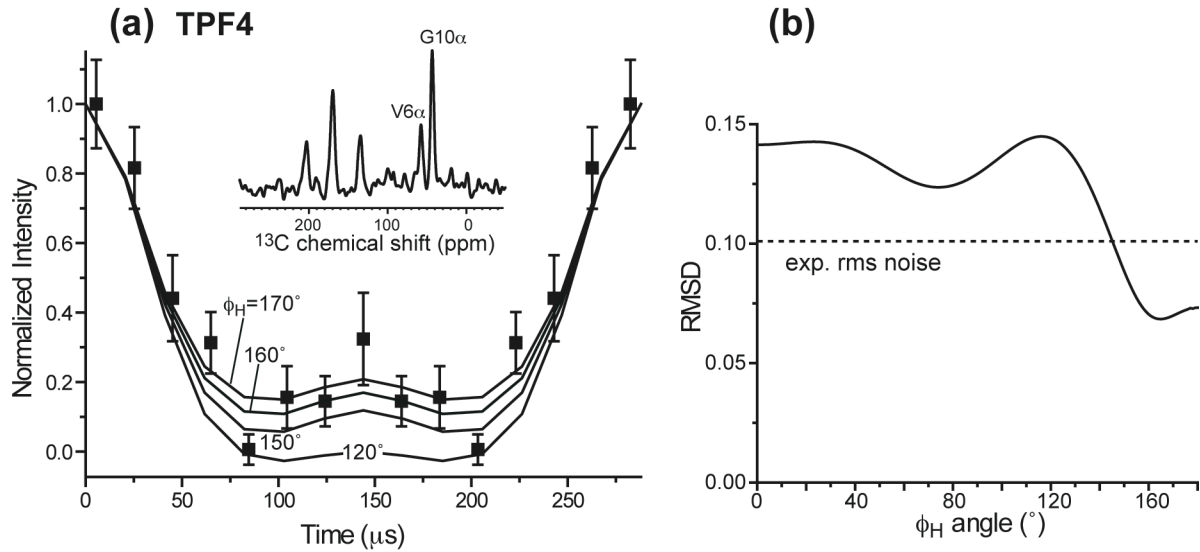 (a) TPF4
G10α
V6α
200 100 0
¹³C chemical shift (ppm)
Normalized Intensity
1.0
0.8
0.6
0.4
0.2
0.0
ϕH=170°
160°
150°
120°
0 50 100 150 200 250
Time (μs)
(b)
RMSD
0.15
0.10
0.05
0.00
exp. rms noise
0 40 80 120 160
ϕH angle (°)